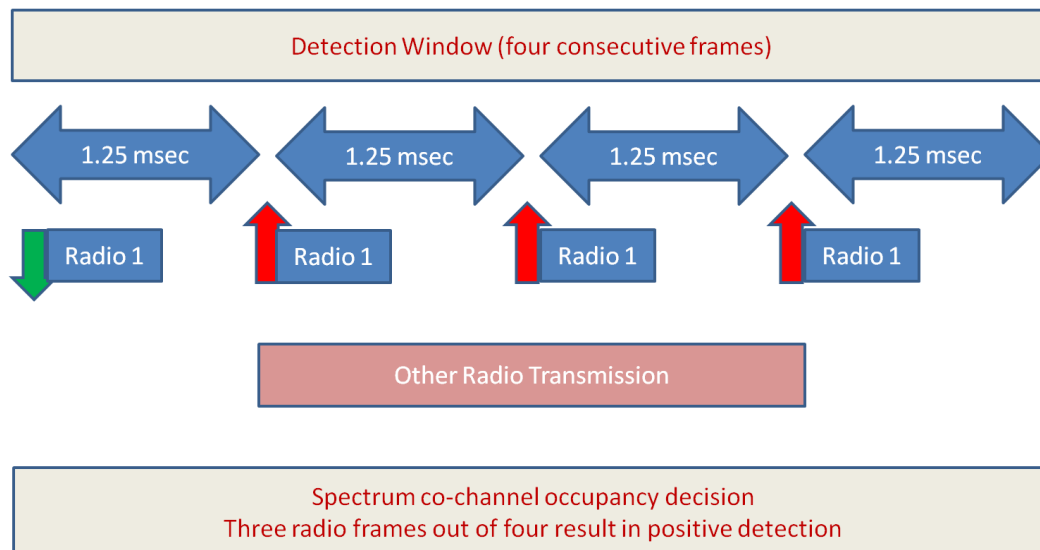 Detection Window (four consecutive frames)
1.25 msec
1.25 msec
1.25 msec
1.25 msec
Radio 1
Radio 1
Radio 1
Radio 1
Other Radio Transmission
Spectrum co-channel occupancy decision
Three radio frames out of four result in positive detection